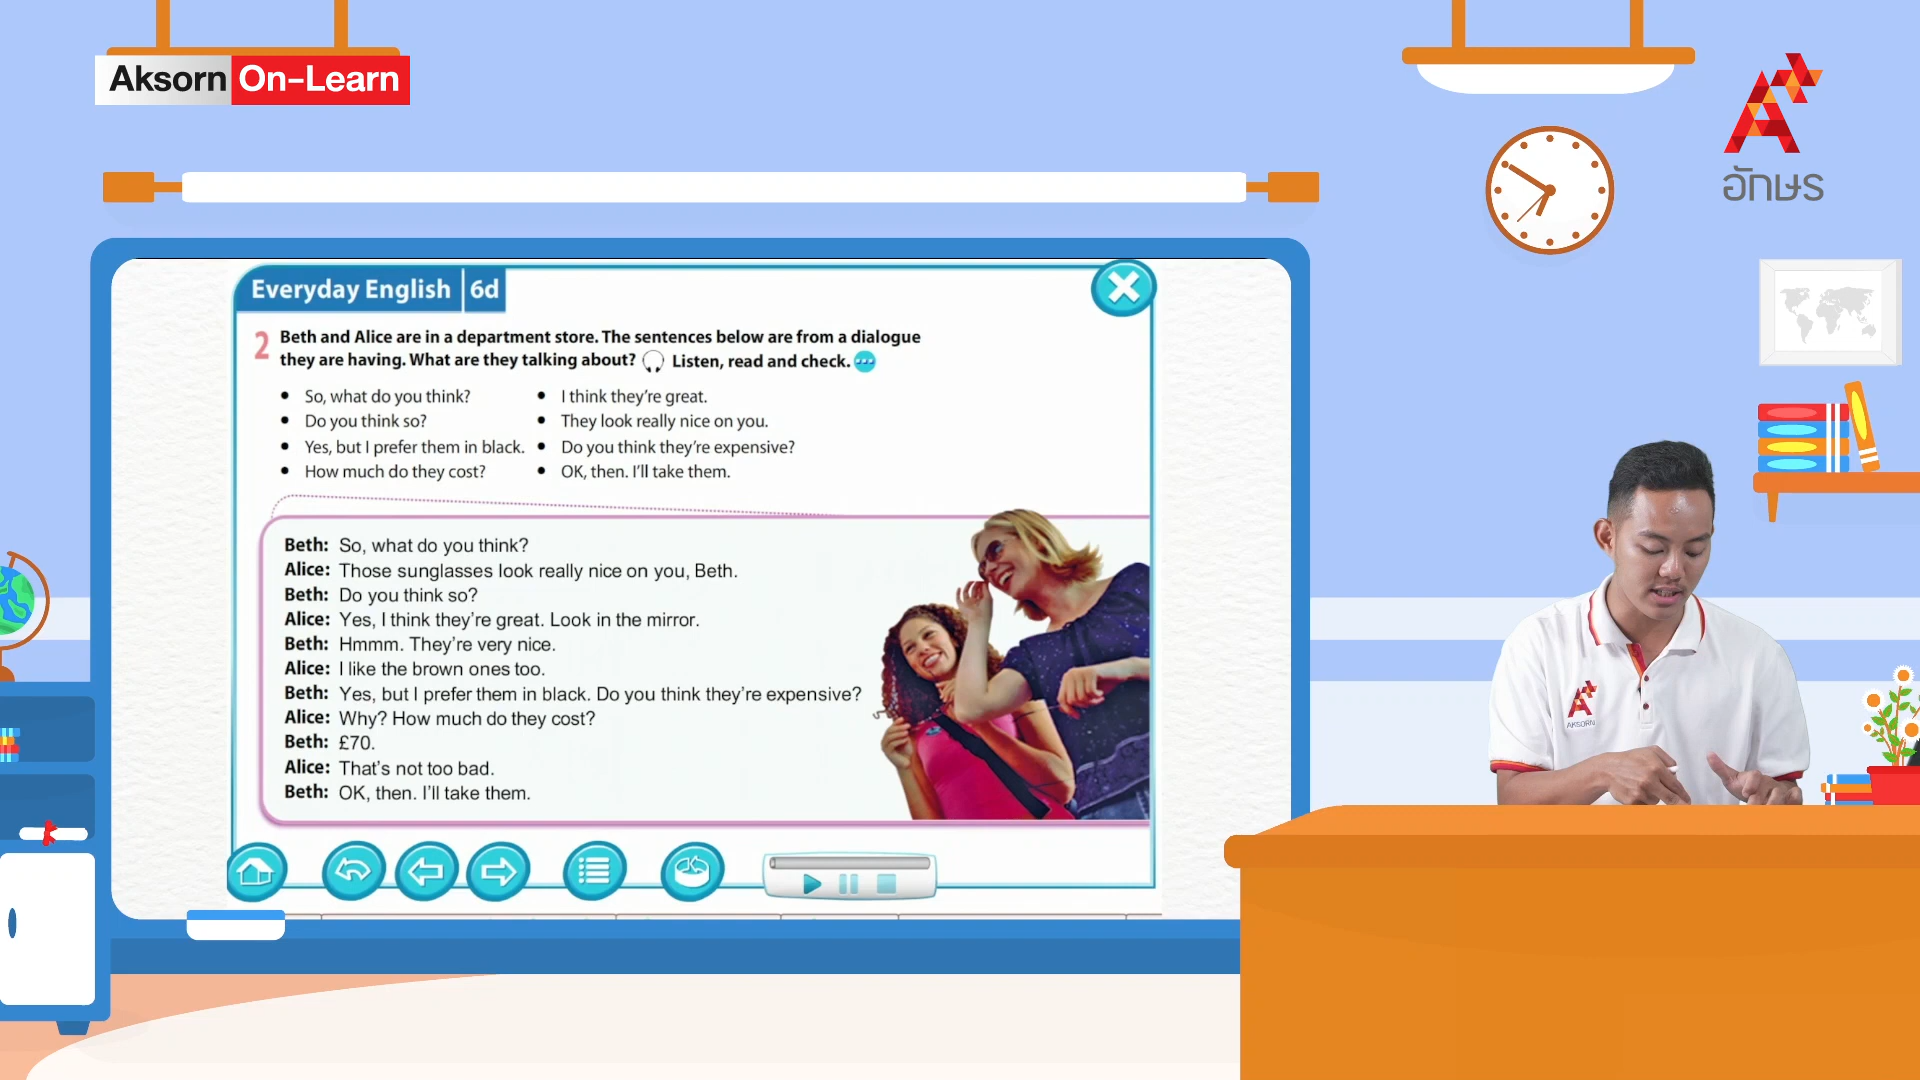 Aksorn On-Learn
อักษร
Everyday English 6d
2 Beth and Alice are in a department store. The sentences below are from a dialogue
they are having. What are they talking about? Listen, read and check.
• So, what do you think?
• Do you think so?
• Yes, but I prefer them in black.
• How much do they cost?
• I think they're great.
• They look really nice on you.
• Do you think they're expensive?
• OK, then. I'll take them.
Beth: So, what do you think?
Alice: Those sunglasses look really nice on you, Beth.
Beth: Do you think so?
Alice: Yes, I think they're great. Look in the mirror.
Beth: Hmmm. They're very nice.
Alice: I like the brown ones too.
Beth: Yes, but I prefer them in black. Do you think they're expensive?
Alice: Why? How much do they cost?
Beth: £70.
Alice: That's not too bad.
Beth: OK, then. I'll take them.
AKSORN